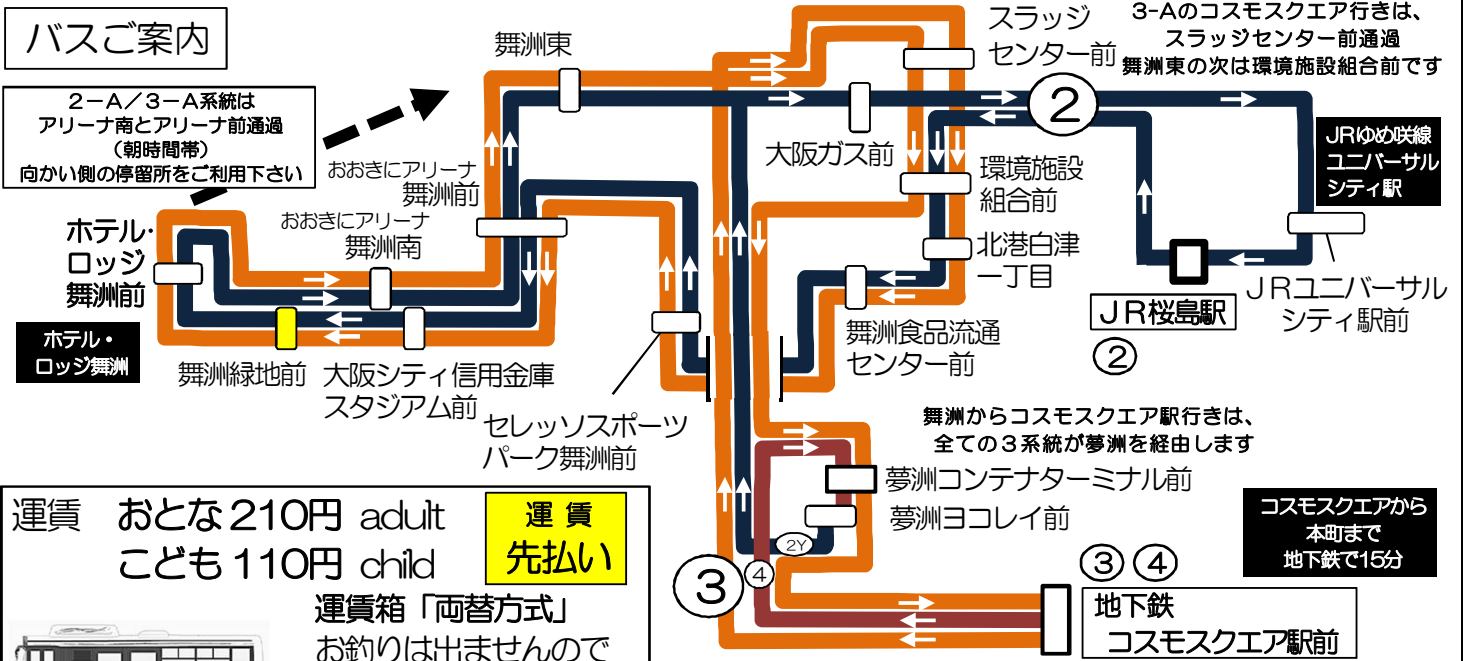 バスご案内
2-A/3-A系統は
アリーナ南とアリーナ前通過
(朝時間帯)
向かい側の停留所をご利用下さい
舞洲東
スラッジ
センター前
3-Aのコスモスクエア行きは、
スラッジセンター前通過
舞洲東の次は環境施設組合前です
②
大阪ガス前
環境施設
組合前
北港白津
一丁目
JRゆめ咲線
ユニバーサル
シティ駅
おおきにアリーナ
舞洲前
おおきにアリーナ
舞洲南
ホテル・
ロッジ
舞洲前
ホテル・
ロッジ舞洲
舞洲緑地前
大阪シティ信用金庫
スタジアム前
セレッソスポーツ
パーク舞洲前
舞洲食品流通
センター前
JR桜島駅
②
JRユニバーサル
シティ駅前
舞洲からコスモスクエア駅行きは、
全ての3系統が夢洲を経由します
夢洲コンテナターミナル前
夢洲ヨコレイ前
2Y
③
④
コスモスクエアから
本町まで
地下鉄で15分
③ ④
地下鉄
コスモスクエア駅前
運賃 おとな210円 adult
こども110円 child
運賃
先払い
運賃箱「両替方式」
お釣りは出ませんので